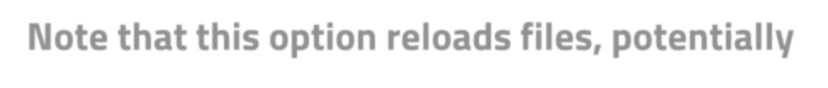 Note that this option reloads files, potentially